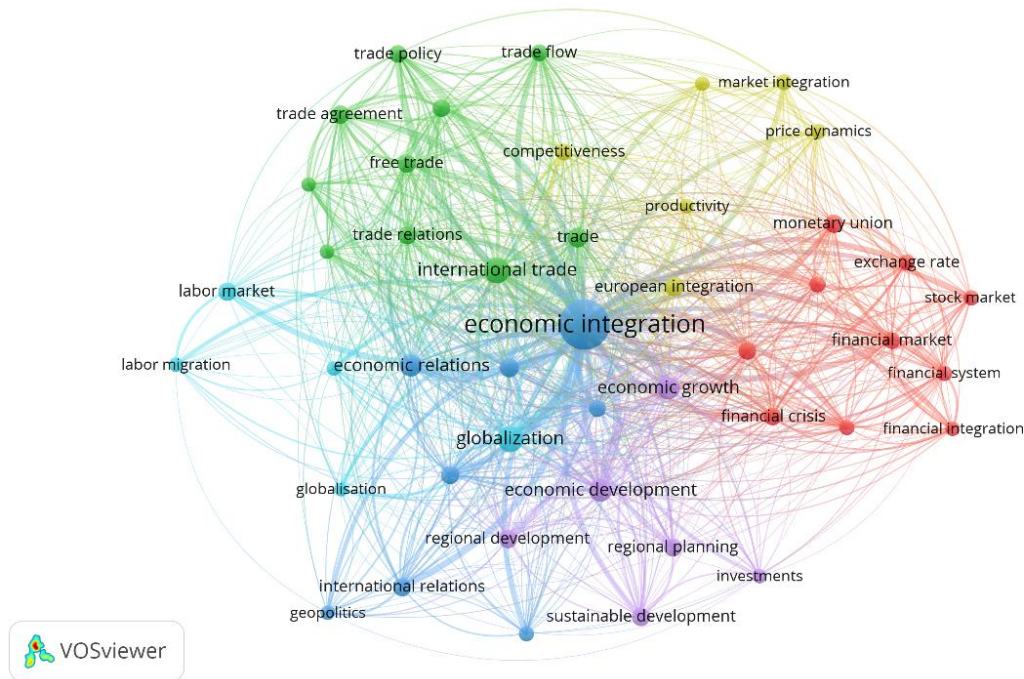 trade policy
trade flow
market integration
trade agreement
price dynamics
competitiveness
free trade
productivity
monetary union
trade relations
trade
exchange rate
international trade
european integration
labor market
stock market
economic integration
financial market
labor migration
economic relations
financial system
economic growth
financial crisis
financial integration
globalization
globalisation
economic development
regional development
regional planning
investments
international relations
geopolitics
sustainable development
VOSviewer